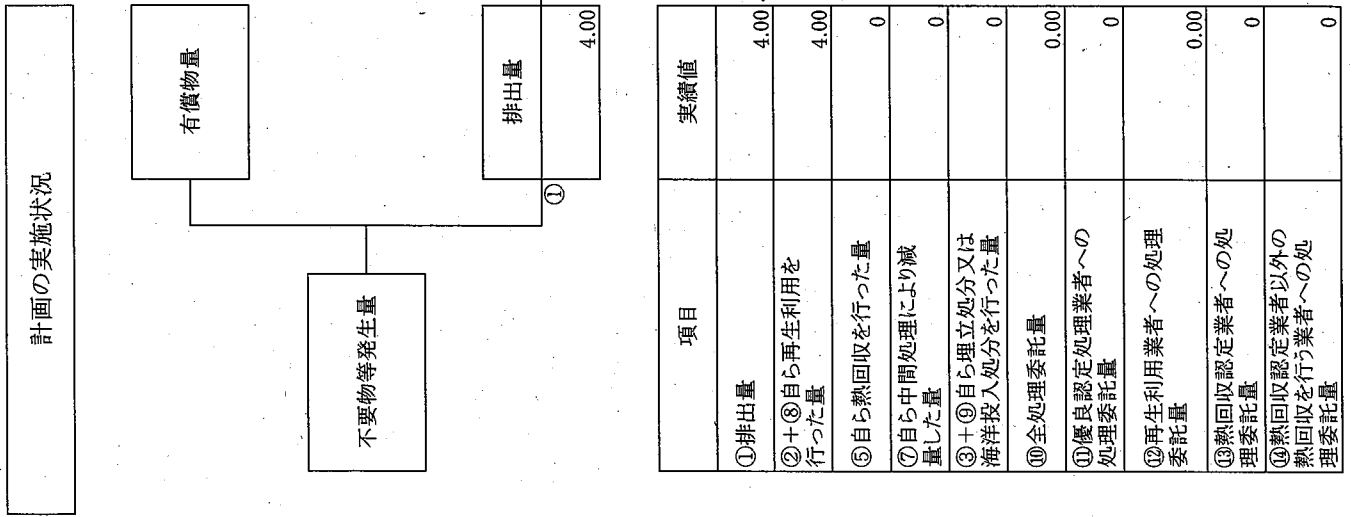 計画の実施状況
有償物量
不要物等発生量
①
排出量
4.00
項目
実績値
①排出量
4.00
②+⑧自ら再生利用を
行った量
4.00
⑤自ら熱回収を行った量
0
⑦自ら中間処理により減
量した量
0
③+⑨自ら埋立処分又は
海洋投入処分を行った量
0
⑩全処理委託量
0.00
⑪優良認定処理業者への
処理委託量
0
⑫再生利用業者への処理
委託量
0.00
⑬熱回収認定業者への処
理委託量
0
⑭熱回収認定業者以外の
熱回収を行う業者への処
理委託量
0